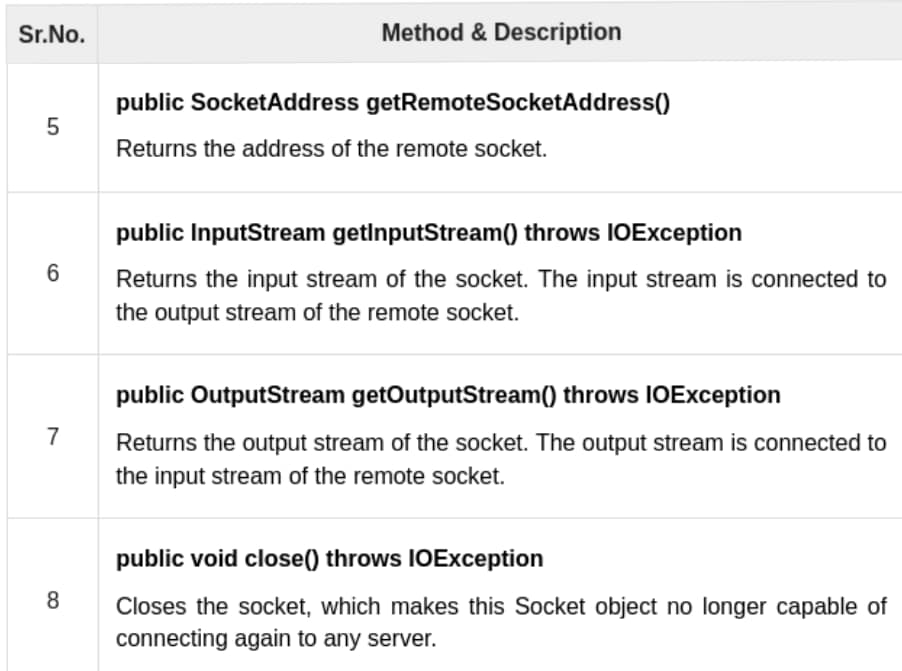 Sr.No. Method & Description
5
public SocketAddress getRemoteSocketAddress()
Returns the address of the remote socket.
6
public InputStream getInputStream() throws IOException
Returns the input stream of the socket. The input stream is connected to
the output stream of the remote socket.
7
public OutputStream getOutputStream() throws IOException
Returns the output stream of the socket. The output stream is connected to
the input stream of the remote socket.
8
public void close() throws IOException
Closes the socket, which makes this Socket object no longer capable of
connecting again to any server.